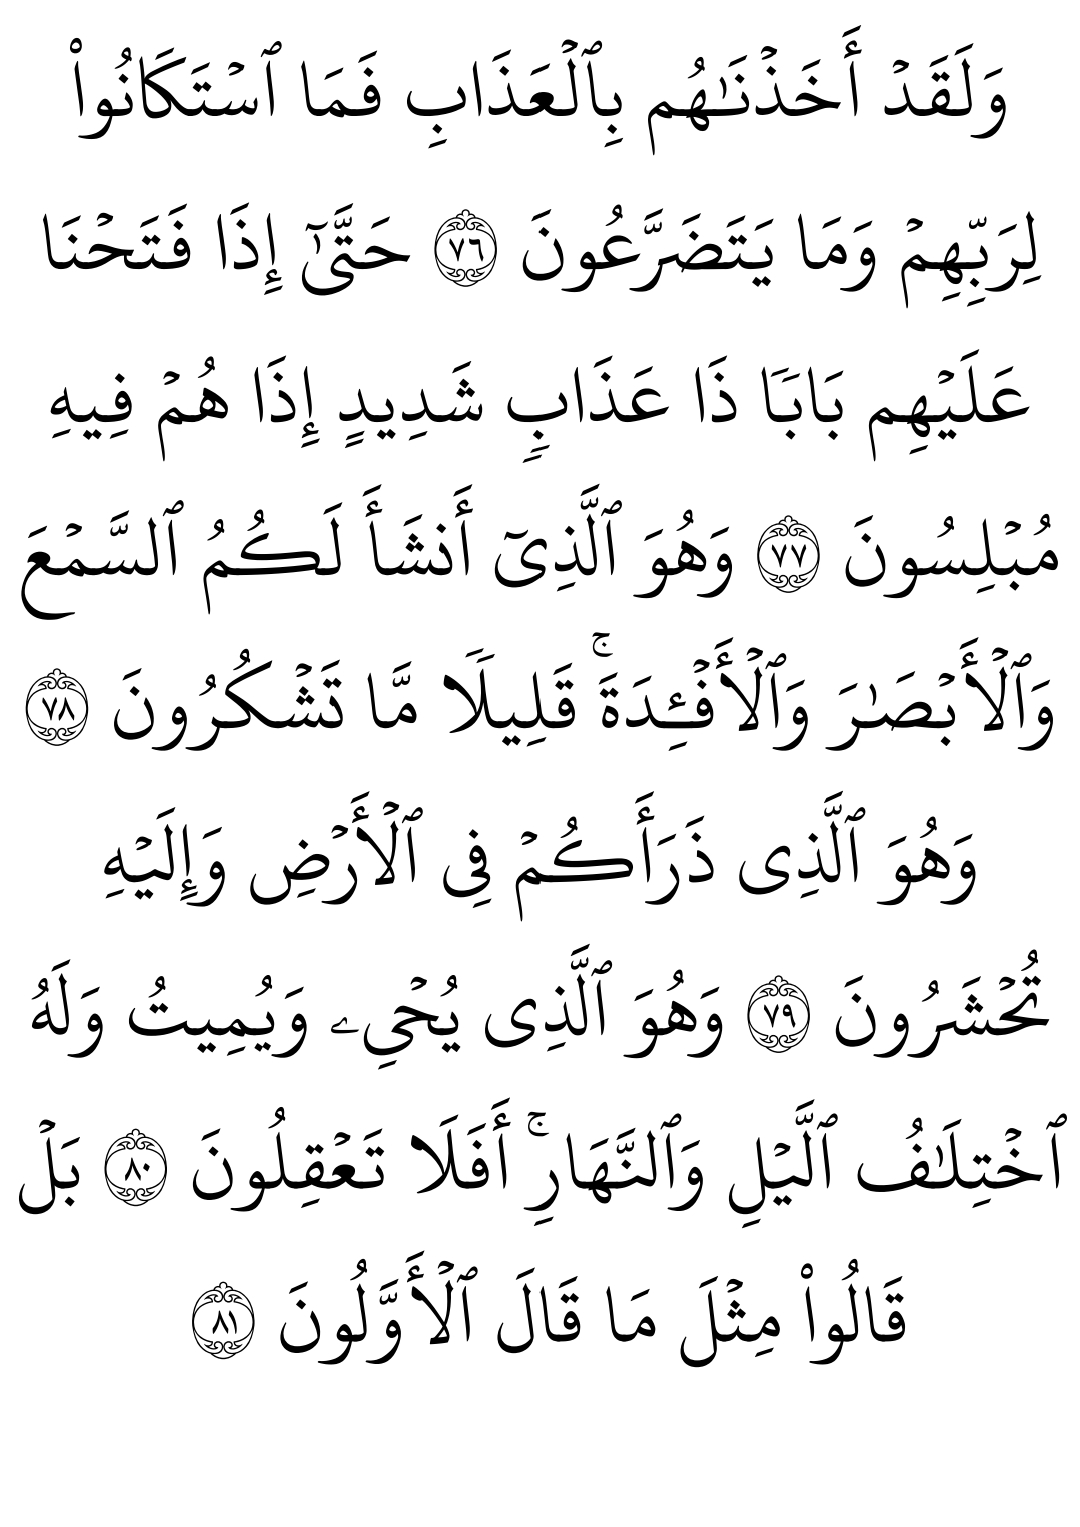 وَلَقَدۡ أَخَذۡنَـٰهُم بِٱلۡعَذَابِ فَمَا ٱسۡتَكَانُوا۟
لِرَبِّهِمۡ وَمَا يَتَضَرَّعُونَ ٧٦ حَتَّىٰۤ إِذَا فَتَحۡنَا
عَلَيۡهِم بَابࣰا ذَا عَذَابࣲ شَدِيدٍ إِذَا هُمۡ فِيهِ
مُبۡلِسُونَ ٧٧ وَهُوَ ٱلَّذِیۤ أَنشَأَ لَكُمُ ٱلسَّمۡعَ
وَٱلۡأَبۡصَـٰرَ وَٱلۡأَفۡـِٔدَةَۚ قَلِيلࣰا مَّا تَشۡكُرُونَ ٧٨
وَهُوَ ٱلَّذِی ذَرَأَكُمۡ فِی ٱلۡأَرۡضِ وَإِلَيۡهِ
تُحۡشَرُونَ ٧٩ وَهُوَ ٱلَّذِی يُحۡیِۦ وَيُمِيتُ وَلَهُ
ٱخۡتِلَـٰفُ ٱلَّيۡلِ وَٱلنَّهَارِۚ أَفَلَا تَعۡقِلُونَ ٨٠ بَلۡ
قَالُوا۟ مِثۡلَ مَا قَالَ ٱلۡأَوَّلُونَ ٨١